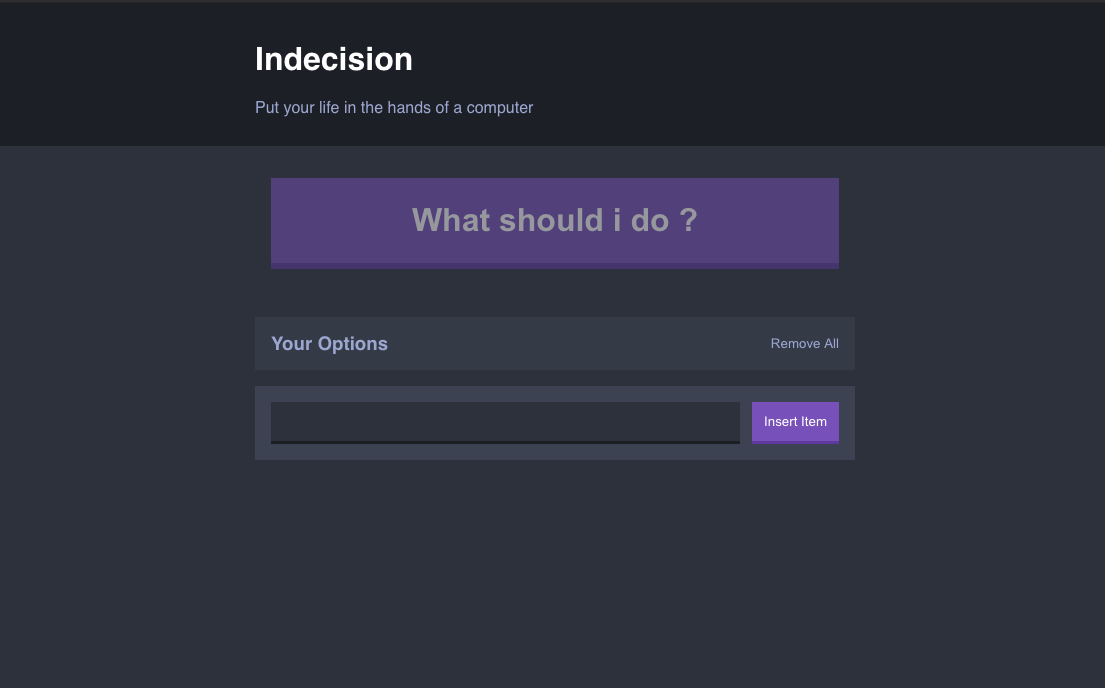 Indecision
Put your life in the hands of a computer
What should i do ?
Your Options
Remove All
Insert Item